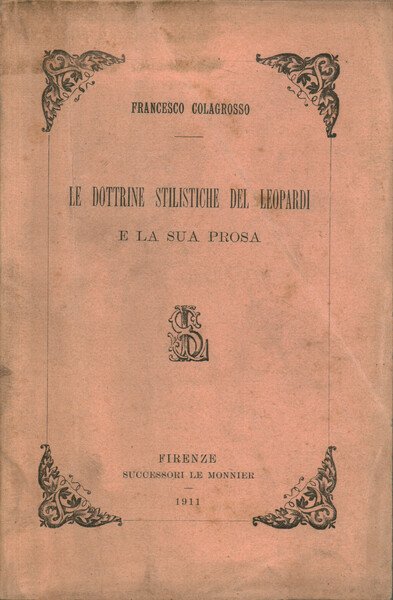 FRANCESCO COLAGROSSO
LE DOTTRINE STILISTICHE DEL LEOPARDI
E LA SUA PROSA
FIRENZE
SUCCESSORI LE MONNIER
1911